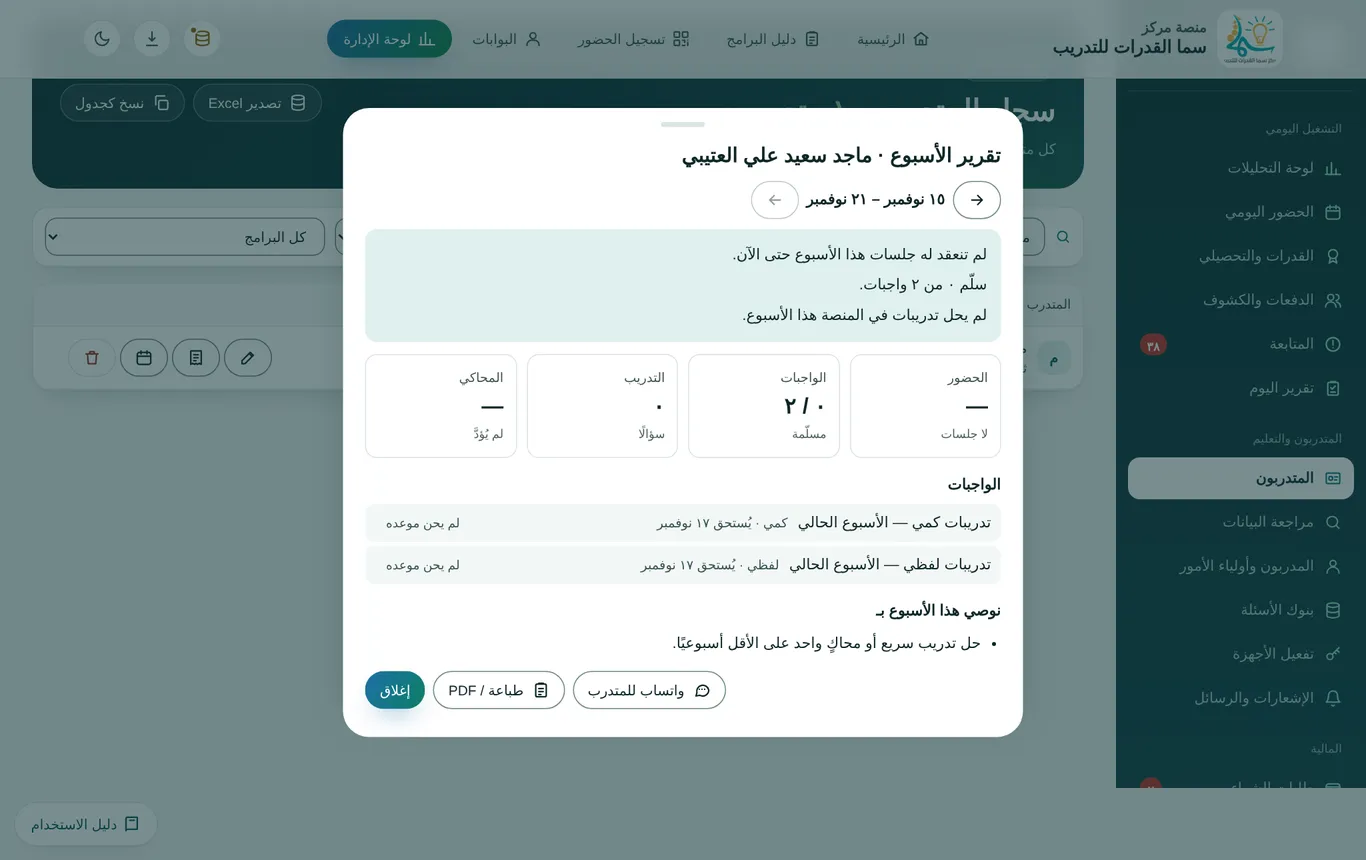 منصة مركز
سما القدرات للتدريب
الرئيسية
دليل البرامج
تسجيل الحضور
البوابات
لوحة الإدارة
تصدير Excel
نسخ كجدول
كل البرامج
المتدرب
م
التشغيل اليومي
لوحة التحليلات
الحضور اليومي
القدرات والتحصيلي
الدفعات والكشوف
المتابعة
٣٨
تقرير اليوم
المتدربون والتعليم
المتدربون
مراجعة البيانات
المدربون وأولياء الأمور
بنوك الأسئلة
تفعيل الأجهزة
الإشعارات والرسائل
المالية
تقرير الأسبوع · ماجد سعيد علي العتيبي
١٥ نوفمبر – ٢١ نوفمبر
لم تنعقد له جلسات هذا الأسبوع حتى الآن.
سلّم ٠ من ٢ واجبات.
لم يحل تدريبات في المنصة هذا الأسبوع.
الحضور
—
لا جلسات
الواجبات
٠ / ٢
مسلّمة
التدريب
٠
سؤالًا
المحاكي
—
لم يُؤدَّ
الواجبات
تدريبات كمي — الأسبوع الحالي كمي · يُستحق ١٧ نوفمبر لم يحن موعده
تدريبات لفظي — الأسبوع الحالي لفظي · يُستحق ١٧ نوفمبر لم يحن موعده
نوصي هذا الأسبوع بـ
• حل تدريب سريع أو محاكٍ واحد على الأقل أسبوعيًا.
واتساب للمتدرب
طباعة / PDF
إغلاق
دليل الاستخدام